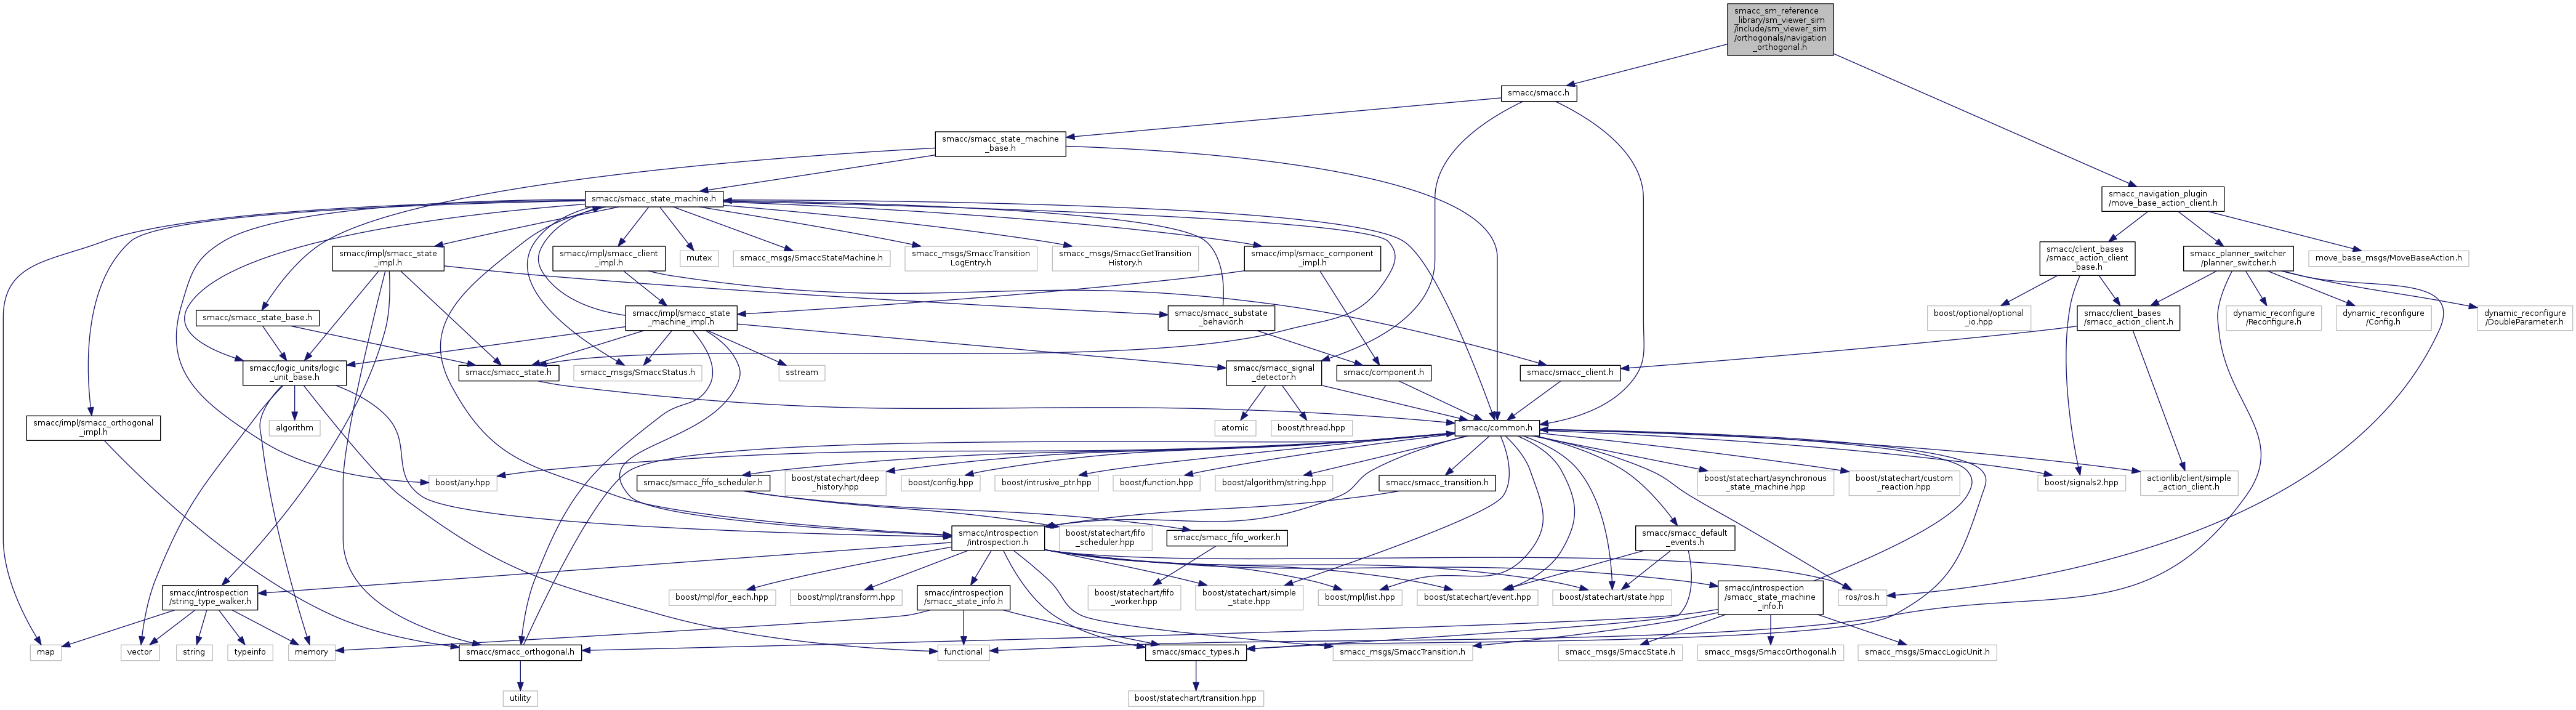 smacc_sm_reference
_library/sm_viewer_sim
/include/sm_viewer_sim
/orthogonals/navigation
_orthogonal.h
smacc/smacc.h
smacc/smacc_state_machine
_base.h
smacc/smacc_state_machine.h
smacc_navigation_plugin
/move_base_action_client.h
smacc/impl/smacc_state
_impl.h
smacc/impl/smacc_client
_impl.h
mutex
smacc_msgs/SmaccStateMachine.h
smacc_msgs/SmaccTransition
LogEntry.h
smacc_msgs/SmaccGetTransition
History.h
smacc/impl/smacc_component
_impl.h
smacc/client_bases
/smacc_action_client
_base.h
smacc_planner_switcher
/planner_switcher.h
move_base_msgs/MoveBaseAction.h
smacc/smacc_state_base.h
smacc/impl/smacc_state
_machine_impl.h
smacc/smacc_substate
_behavior.h
boost/optional/optional
_io.hpp
smacc/client_bases
/smacc_action_client.h
dynamic_reconfigure
/Reconfigure.h
dynamic_reconfigure
/Config.h
dynamic_reconfigure
/DoubleParameter.h
smacc/logic_units/logic
_unit_base.h
smacc/smacc_state.h
smacc_msgs/SmaccStatus.h
sstream
smacc/smacc_signal
_detector.h
smacc/component.h
smacc/smacc_client.h
smacc/impl/smacc_orthogonal
_impl.h
algorithm
atomic
boost/thread.hpp
smacc/common.h
boost/any.hpp
smacc/smacc_fifo_scheduler.h
boost/statechart/deep
_history.hpp
boost/config.hpp
boost/intrusive_ptr.hpp
boost/function.hpp
boost/algorithm/string.hpp
smacc/smacc_transition.h
boost/statechart/asynchronous
_state_machine.hpp
boost/statechart/custom
_reaction.hpp
boost/signals2.hpp
actionlib/client/simple
_action_client.h
smacc/introspection
/introspection.h
boost/statechart/fifo
_scheduler.hpp
smacc/smacc_fifo_worker.h
smacc/smacc_default
_events.h
smacc/introspection
/string_type_walker.h
boost/mpl/for_each.hpp
boost/mpl/transform.hpp
smacc/introspection
/smacc_state_info.h
boost/statechart/fifo
_worker.hpp
boost/statechart/simple
_state.hpp
boost/mpl/list.hpp
boost/statechart/event.hpp
boost/statechart/state.hpp
smacc/introspection
/smacc_state_machine
_info.h
ros/ros.h
map
vector
string
typeinfo
memory
smacc/smacc_orthogonal.h
functional
smacc/smacc_types.h
smacc_msgs/SmaccTransition.h
smacc_msgs/SmaccState.h
smacc_msgs/SmaccOrthogonal.h
smacc_msgs/SmaccLogicUnit.h
utility
boost/statechart/transition.hpp